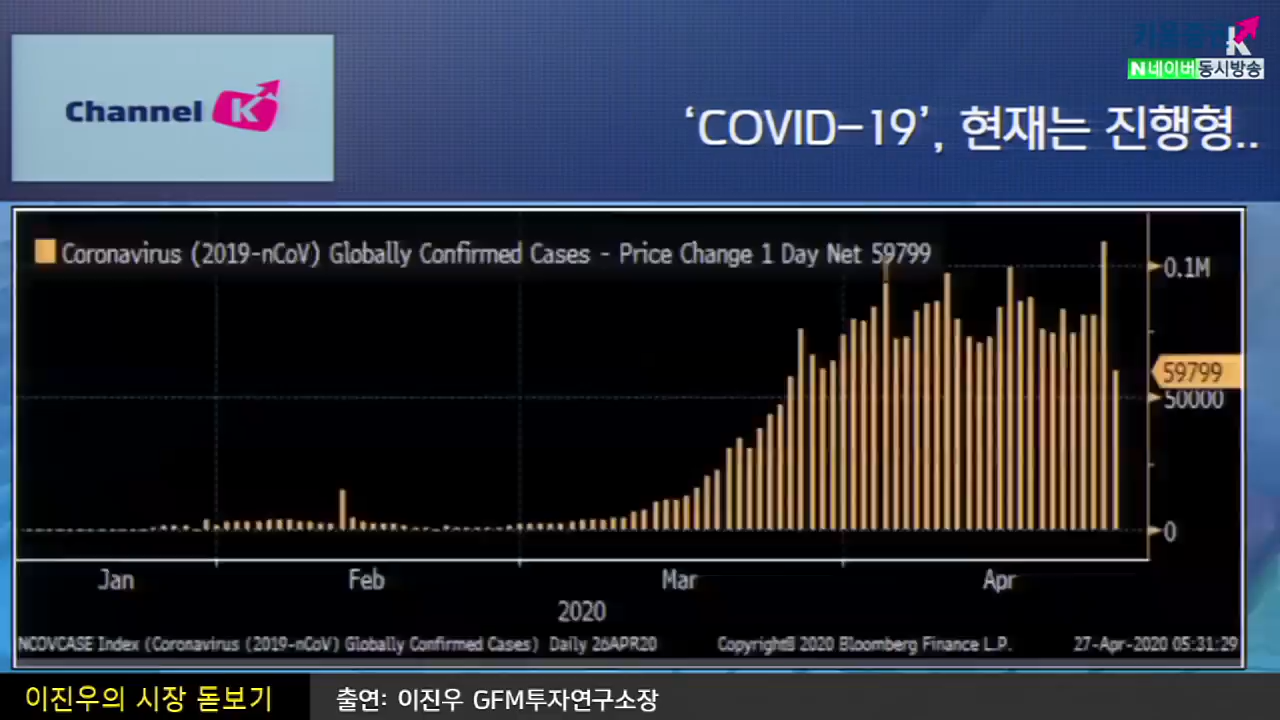 Channel K
K
N 네이버 동시방송
'COVID-19', 현재는 진행형..
Coronavirus (2019-nCoV) Globally Confirmed Cases - Price Change 1 Day Net 59799
0.1M
59799
50000
0
Jan Feb Mar Apr
2020
NCOVCASE Index (Coronavirus (2019-nCoV) Globally Confirmed Cases) Daily 26APR20 Copyright© 2020 Bloomberg Finance L.P. 27-Apr-2020 05:31:29
이진우의 시장 돋보기 출연: 이진우 GFM투자연구소장